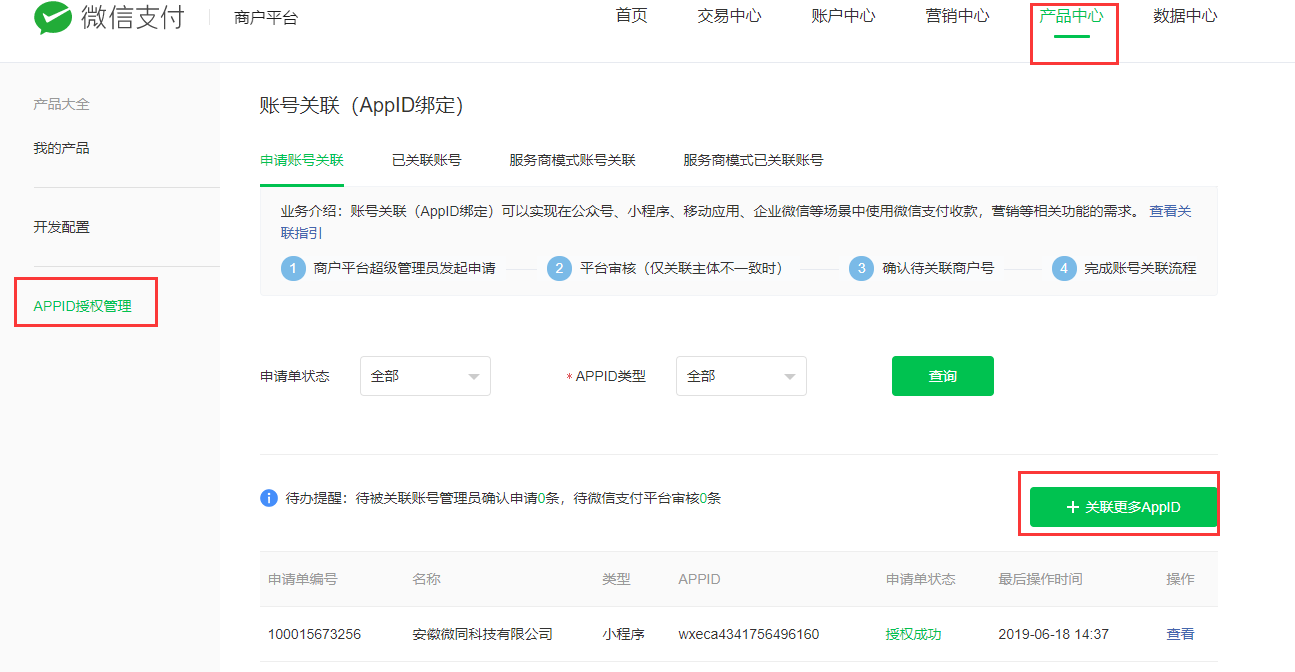 微信支付 商户平台 首页 交易中心 账户中心 营销中心 产品中心 数据中心
产品大全
我的产品
开发配置
APPID授权管理
账号关联（AppID绑定）
申请账号关联 已关联账号 服务商模式账号关联 服务商模式已关联账号
业务介绍：账号关联（AppID绑定）可以实现在公众号、小程序、移动应用、企业微信等场景中使用微信支付收款，营销等相关功能的需求。 查看关
联指引
1 商户平台超级管理员发起申请 2 平台审核（仅关联主体不一致时） 3 确认待关联商户号 4 完成账号关联流程
申请单状态 全部 *APPID类型 全部 查询
待办提醒：待被关联账号管理员确认申请0条，待微信支付平台审核0条
+ 关联更多AppID
申请单编号 名称 类型 APPID 申请单状态 最后操作时间 操作
100015673256 安徽微同科技有限公司 小程序 wxeca4341756496160 授权成功 2019-06-18 14:37 查看